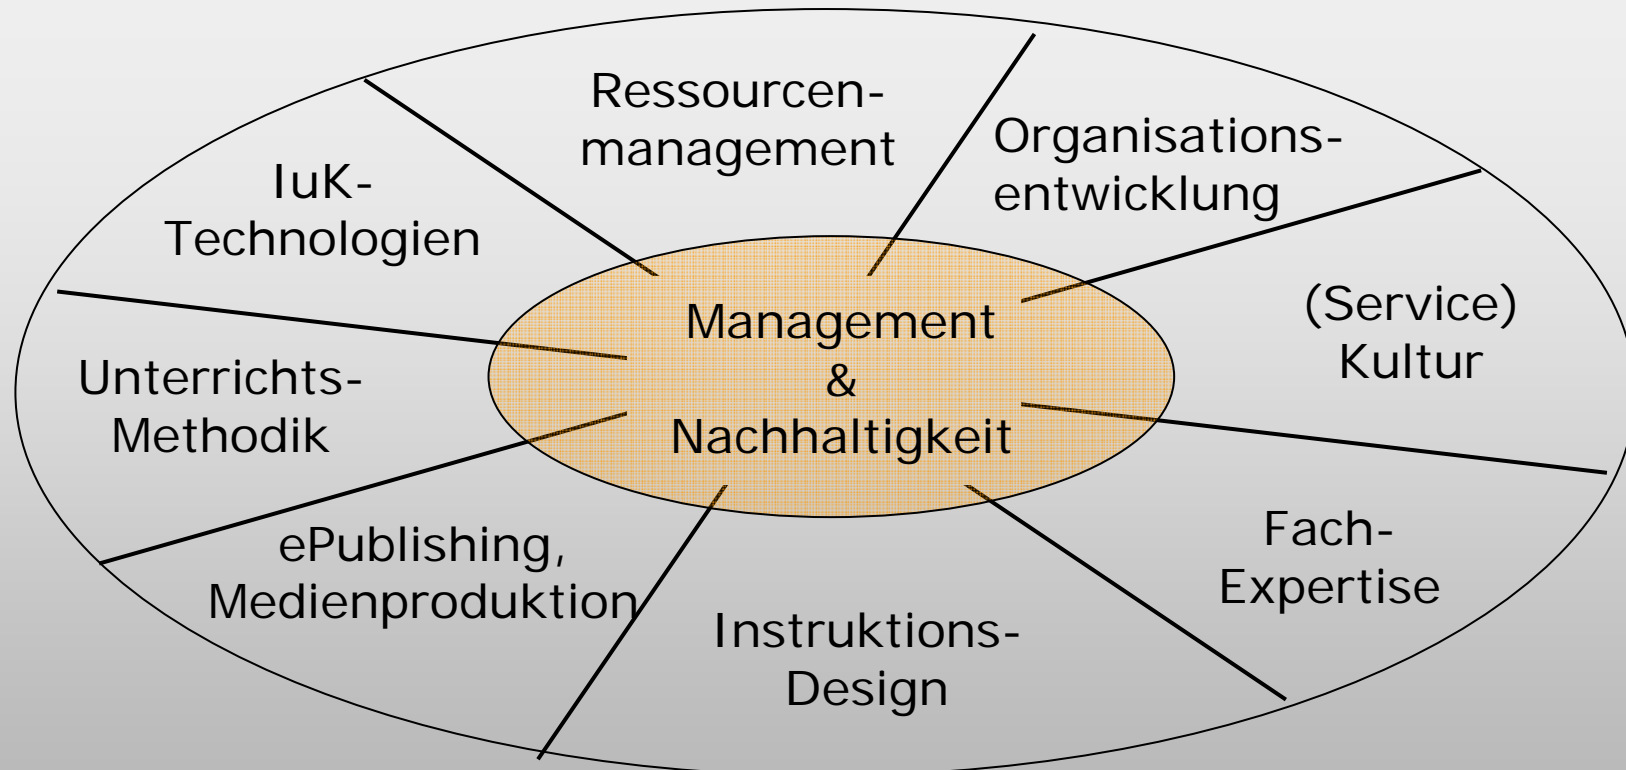 Ressourcen-
management
Organisations-
entwicklung
IuK-
Technologien
(Service)
Kultur
Management
&
Nachhaltigkeit
Unterrichts-
Methodik
Fach-
Expertise
ePublishing,
Medienproduktion
Instruktions-
Design